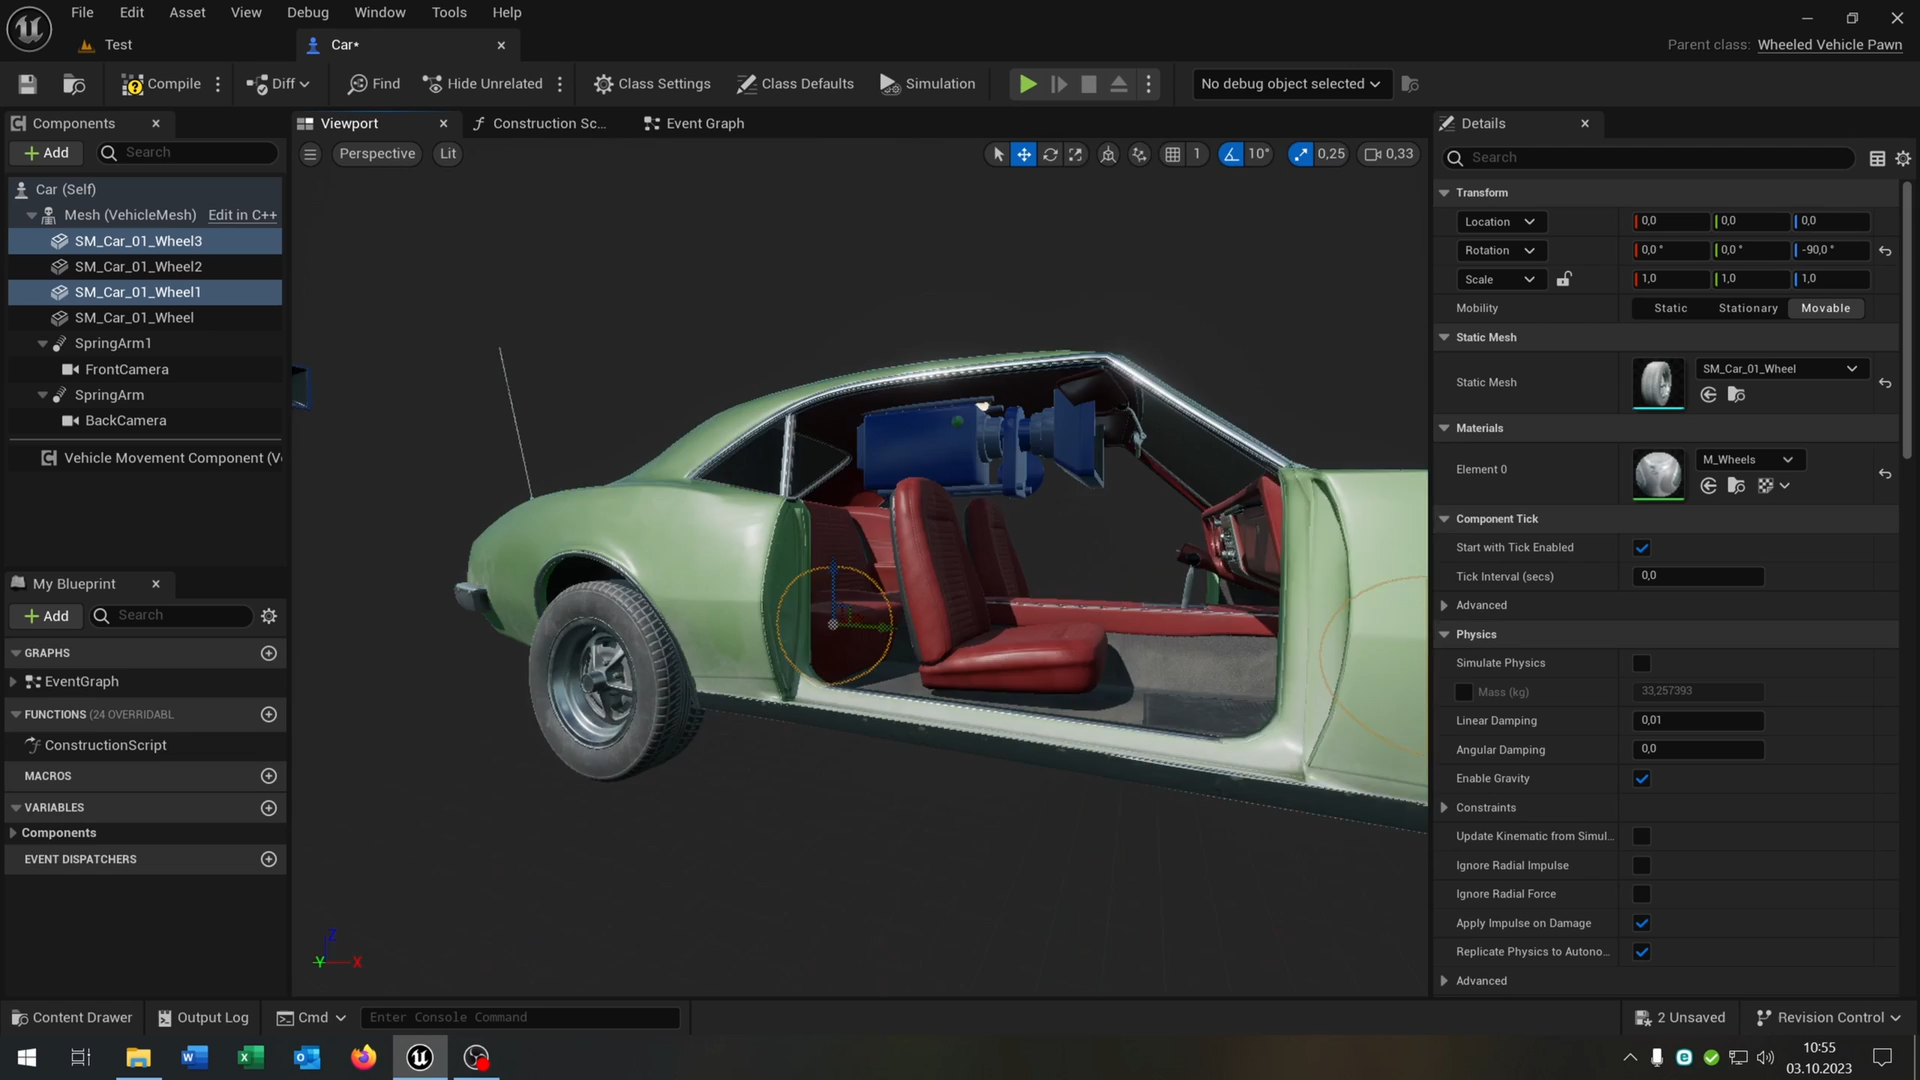 File Edit Asset View Debug Window Tools Help
Test
Car*
Parent class: Wheeled Vehicle Pawn
Compile
Diff
Find
Hide Unrelated
Class Settings
Class Defaults
Simulation
No debug object selected
Components
Viewport
Construction Sc...
Event Graph
Details
Add
Search
Perspective
Lit
1
10°
0,25
0,33
Search
Car (Self)
Mesh (VehicleMesh) Edit in C++
SM_Car_01_Wheel3
SM_Car_01_Wheel2
SM_Car_01_Wheel1
SM_Car_01_Wheel
SpringArm1
FrontCamera
SpringArm
BackCamera
Vehicle Movement Component (V
My Blueprint
Add
Search
GRAPHS
EventGraph
FUNCTIONS (24 OVERRIDABL
ConstructionScript
MACROS
VARIABLES
Components
EVENT DISPATCHERS
Z
Y
X
Transform
Location 0,0 0,0 0,0
Rotation 0,0 ° 0,0 ° -90,0 °
Scale 1,0 1,0 1,0
Mobility Static Stationary Movable
Static Mesh
Static Mesh SM_Car_01_Wheel
Materials
Element 0 M_Wheels
Component Tick
Start with Tick Enabled
Tick Interval (secs) 0,0
Advanced
Physics
Simulate Physics
Mass (kg) 33,257393
Linear Damping 0,01
Angular Damping 0,0
Enable Gravity
Constraints
Update Kinematic from Simul...
Ignore Radial Impulse
Ignore Radial Force
Apply Impulse on Damage
Replicate Physics to Autono...
Advanced
Content Drawer
Output Log
Cmd
Enter Console Command
2 Unsaved
Revision Control
10:55
03.10.2023